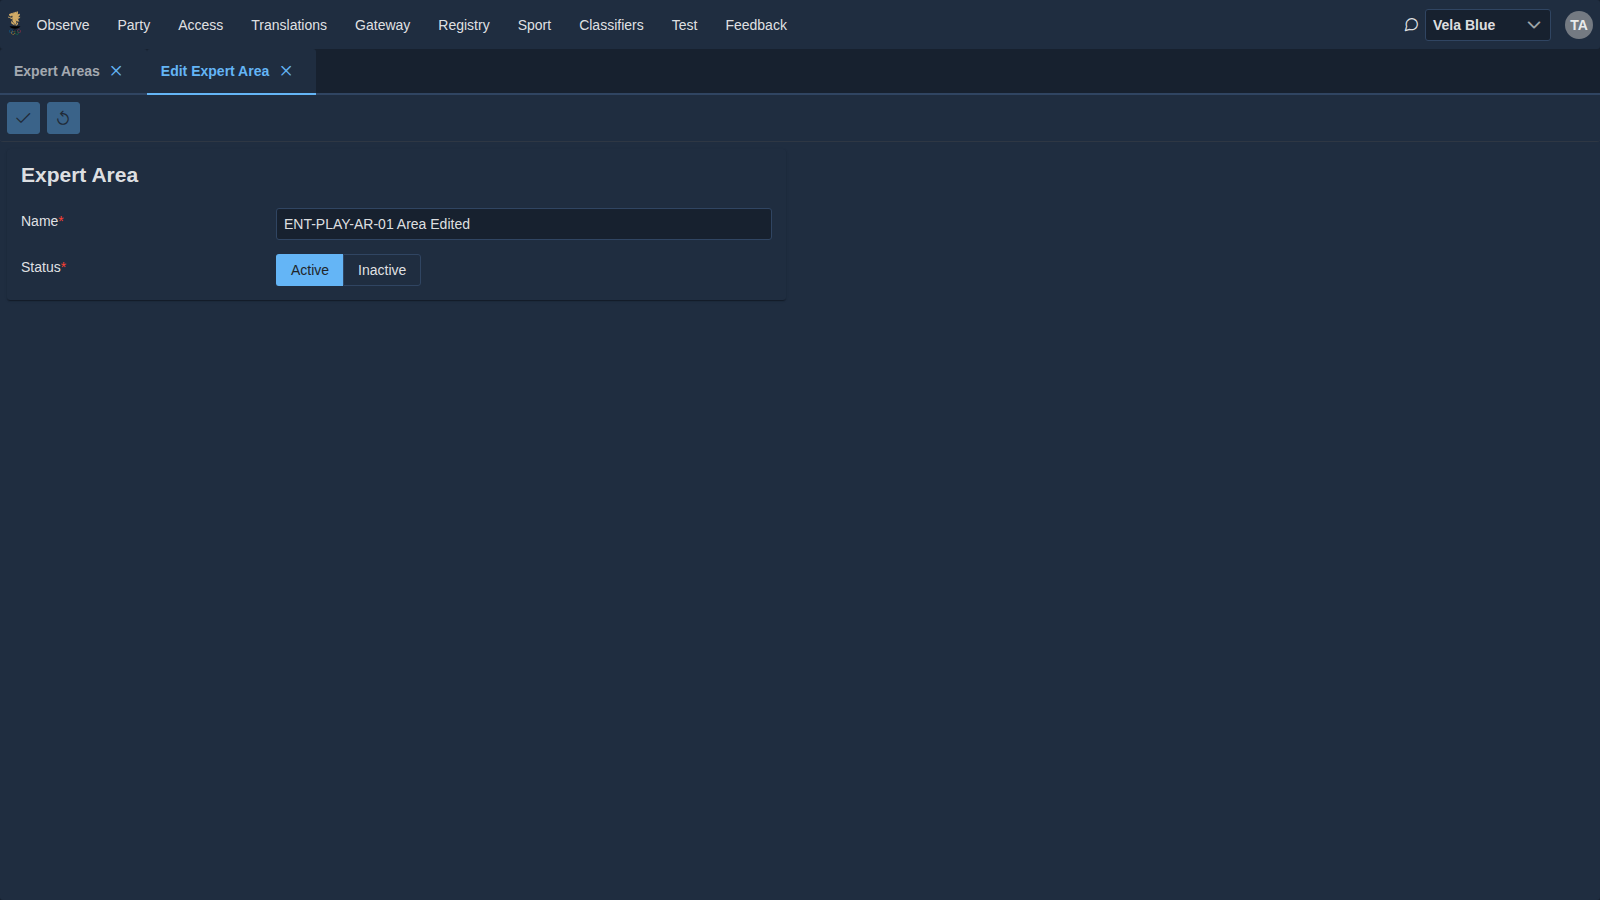 Observe Party Access Translations Gateway Registry Sport Classifiers Test Feedback Vela Blue TA
Expert Areas Edit Expert Area
Expert Area
Name* ENT-PLAY-AR-01 Area Edited
Status* Active Inactive